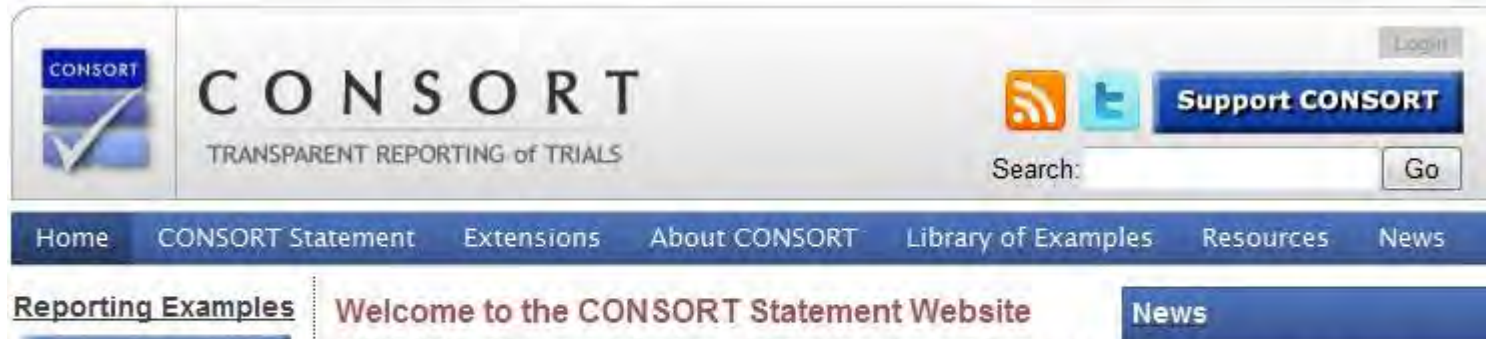 Login
CONSORT
CONSORT
TRANSPARENT REPORTING of TRIALS
Support CONSORT
Search:
Go
Home CONSORT Statement Extensions About CONSORT Library of Examples Resources News
Reporting Examples
Welcome to the CONSORT Statement Website
News